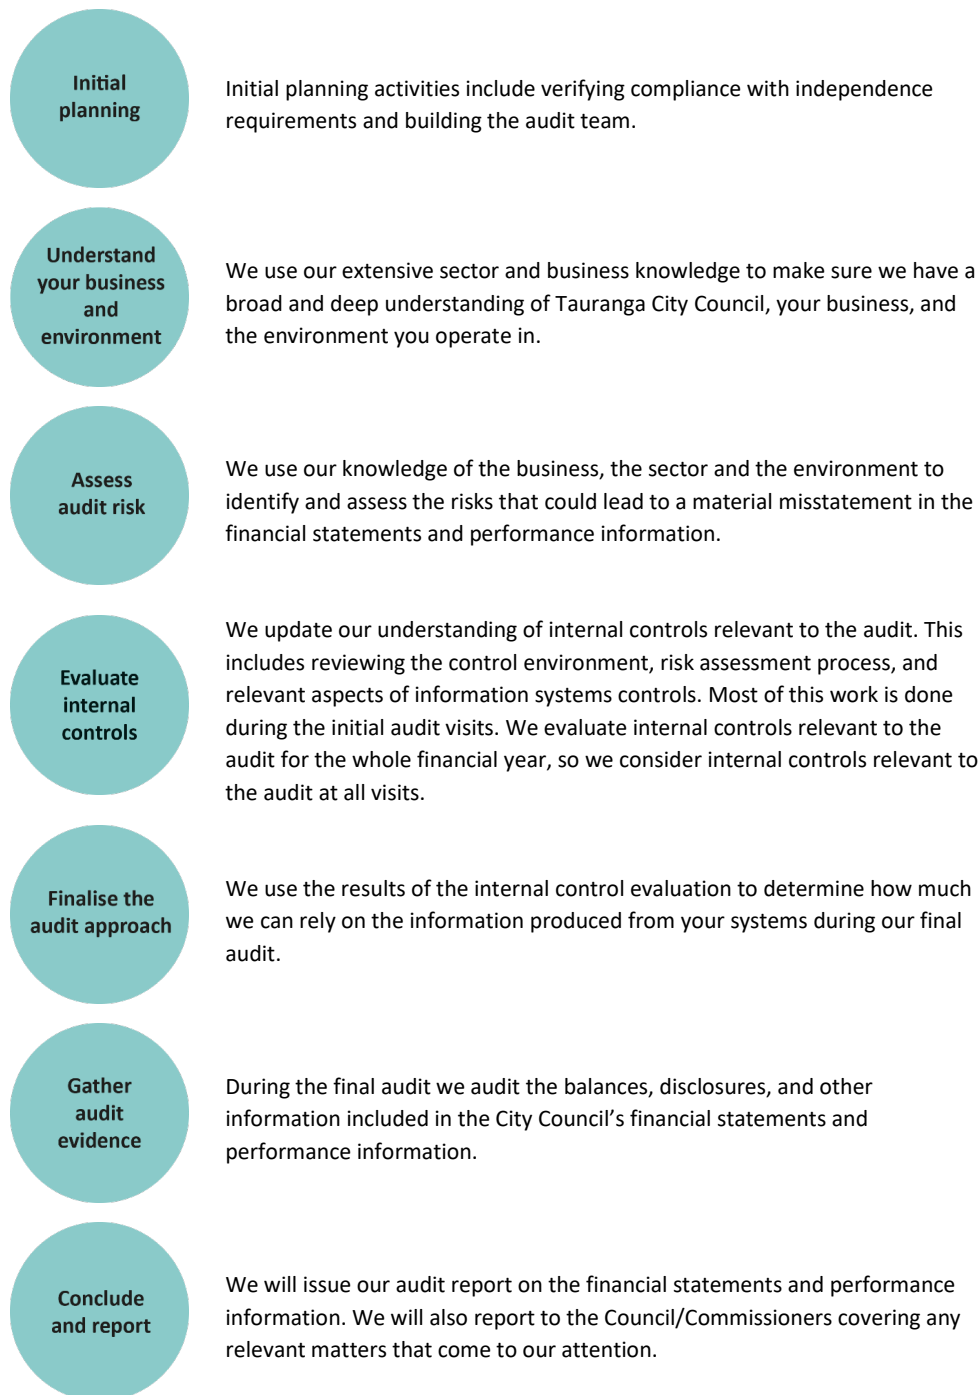 Initial
planning
Initial planning activities include verifying compliance with independence
requirements and building the audit team.
Understand
your business
and
environment
We use our extensive sector and business knowledge to make sure we have a
broad and deep understanding of Tauranga City Council, your business, and
the environment you operate in.
Assess
audit risk
We use our knowledge of the business, the sector and the environment to
identify and assess the risks that could lead to a material misstatement in the
financial statements and performance information.
Evaluate
internal
controls
We update our understanding of internal controls relevant to the audit. This
includes reviewing the control environment, risk assessment process, and
relevant aspects of information systems controls. Most of this work is done
during the initial audit visits. We evaluate internal controls relevant to the
audit for the whole financial year, so we consider internal controls relevant to
the audit at all visits.
Finalise the
audit approach
We use the results of the internal control evaluation to determine how much
we can rely on the information produced from your systems during our final
audit.
Gather
audit
evidence
During the final audit we audit the balances, disclosures, and other
information included in the City Council’s financial statements and
performance information.
Conclude
and report
We will issue our audit report on the financial statements and performance
information. We will also report to the Council/Commissioners covering any
relevant matters that come to our attention.